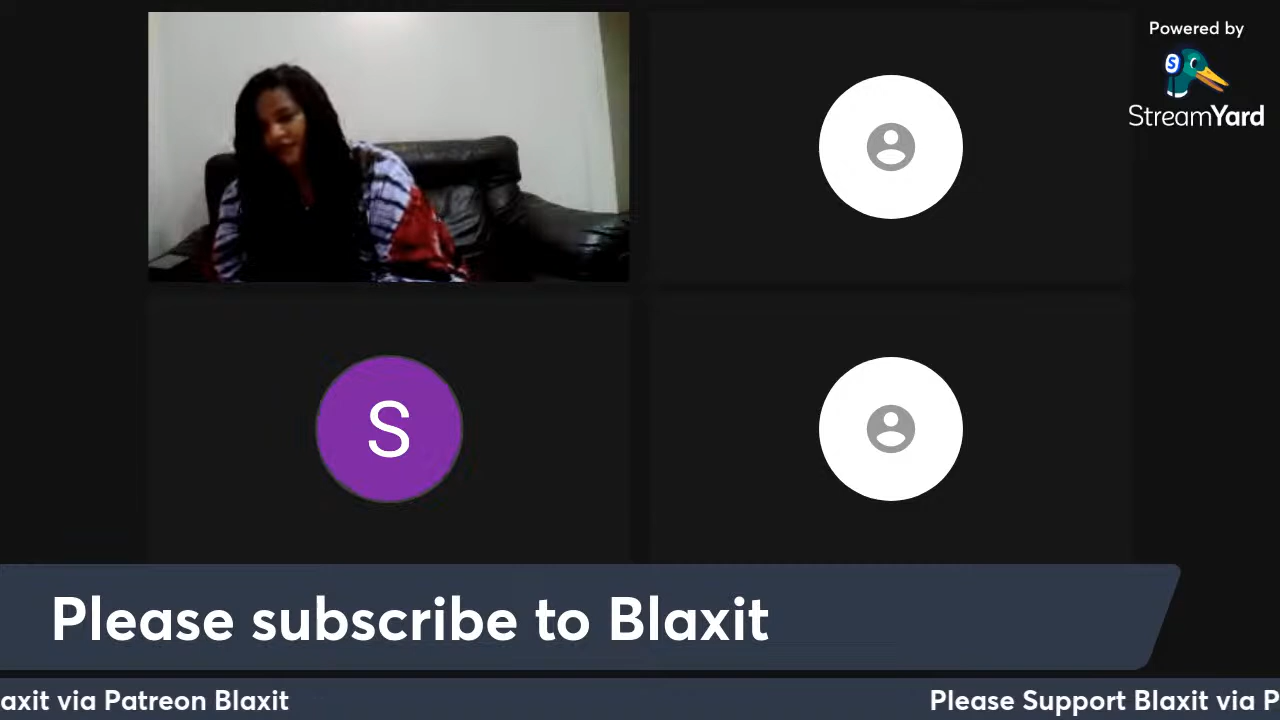 Powered by
StreamYard
S
S
Please subscribe to Blaxit
axit via Patreon Blaxit
Please Support Blaxit via P